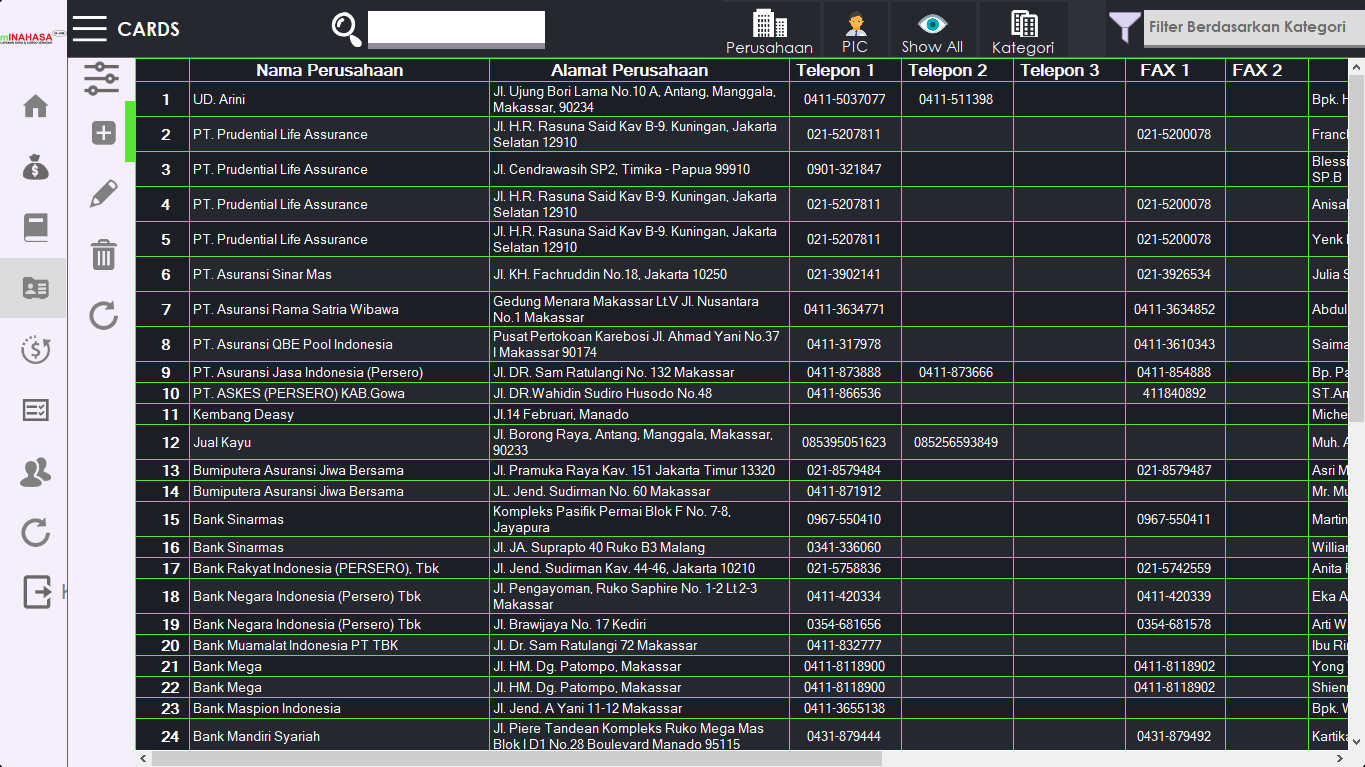 MINAHASA
CARDS
Perusahaan
PIC
Show All
Kategori
Filter Berdasarkan Kategori
Nama Perusahaan Alamat Perusahaan Telepon 1 Telepon 2 Telepon 3 FAX 1 FAX 2
1 UD. Arini Jl. Ujung Bori Lama No.10 A, Antang, Manggala, 0411-5037077 0411-511398 Bpk. H
Makassar, 90234
2 PT. Prudential Life Assurance Jl. H.R. Rasuna Said Kav B-9. Kuningan, Jakarta 021-5207811 021-5200078 Franc
Selatan 12910
3 PT. Prudential Life Assurance Jl. Cendrawasih SP2, Timika - Papua 99910 0901-321847 Blessi
SP.B
4 PT. Prudential Life Assurance Jl. H.R. Rasuna Said Kav B-9. Kuningan, Jakarta 021-5207811 021-5200078 Anisa
Selatan 12910
5 PT. Prudential Life Assurance Jl. H.R. Rasuna Said Kav B-9. Kuningan, Jakarta 021-5207811 021-5200078 Yenk
Selatan 12910
6 PT. Asuransi Sinar Mas Jl. KH. Fachruddin No.18, Jakarta 10250 021-3902141 021-3926534 Julia S
7 PT. Asuransi Rama Satria Wibawa Gedung Menara Makassar Lt.V Jl. Nusantara 0411-3634771 0411-3634852 Abdul
No.1 Makassar
8 PT. Asuransi QBE Pool Indonesia Pusat Pertokoan Karebosi Jl. Ahmad Yani No.37 0411-317978 0411-3610343 Saima
I Makassar 90174
9 PT. Asuransi Jasa Indonesia (Persero) Jl. DR. Sam Ratulangi No. 132 Makassar 0411-873888 0411-873666 0411-854888 Bp. Pa
10 PT. ASKES (PERSERO) KAB.Gowa Jl. DR.Wahidin Sudiro Husodo No.48 0411-866536 411840892 ST.An
11 Kembang Deasy Jl.14 Februari, Manado Miche
12 Jual Kayu Jl. Borong Raya, Antang, Manggala, Makassar, 085395051623 085256593849 Muh. A
90233
13 Bumiputera Asuransi Jiwa Bersama Jl. Pramuka Raya Kav. 151 Jakarta Timur 13320 021-8579484 021-8579487 Asri M
14 Bumiputera Asuransi Jiwa Bersama JL. Jend. Sudirman No. 60 Makassar 0411-871912 Mr. Mu
15 Bank Sinarmas Kompleks Pasifik Permai Blok F No. 7-8, 0967-550410 0967-550411 Martin
Jayapura
16 Bank Sinarmas Jl. JA. Suprapto 40 Ruko B3 Malang 0341-336060 Willia
17 Bank Rakyat Indonesia (PERSERO), Tbk Jl. Jend. Sudirman Kav. 44-46, Jakarta 10210 021-5758836 021-5742559 Anita
18 Bank Negara Indonesia (Persero) Tbk Jl. Pengayoman, Ruko Saphire No. 1-2 Lt 2-3 0411-420334 0411-420339 Eka A
Makassar
19 Bank Negara Indonesia (Persero) Tbk Jl. Brawijaya No. 17 Kediri 0354-681656 0354-681578 Arti W
20 Bank Muamalat Indonesia PT TBK Jl. Dr. Sam Ratulangi 72 Makassar 0411-832777 Ibu Rin
21 Bank Mega Jl. HM. Dg. Patompo, Makassar 0411-8118900 0411-8118902 Yong
22 Bank Mega Jl. HM. Dg. Patompo, Makassar 0411-8118900 0411-8118902 Shien
23 Bank Maspion Indonesia Jl. Jend. A Yani 11-12 Makassar 0411-3655138 Bpk. W
24 Bank Mandiri Syariah Jl. Piere Tandean Kompleks Ruko Mega Mas 0431-879444 0431-879492 Kartika
Blok I D1 No.28 Boulevard Manado 95115